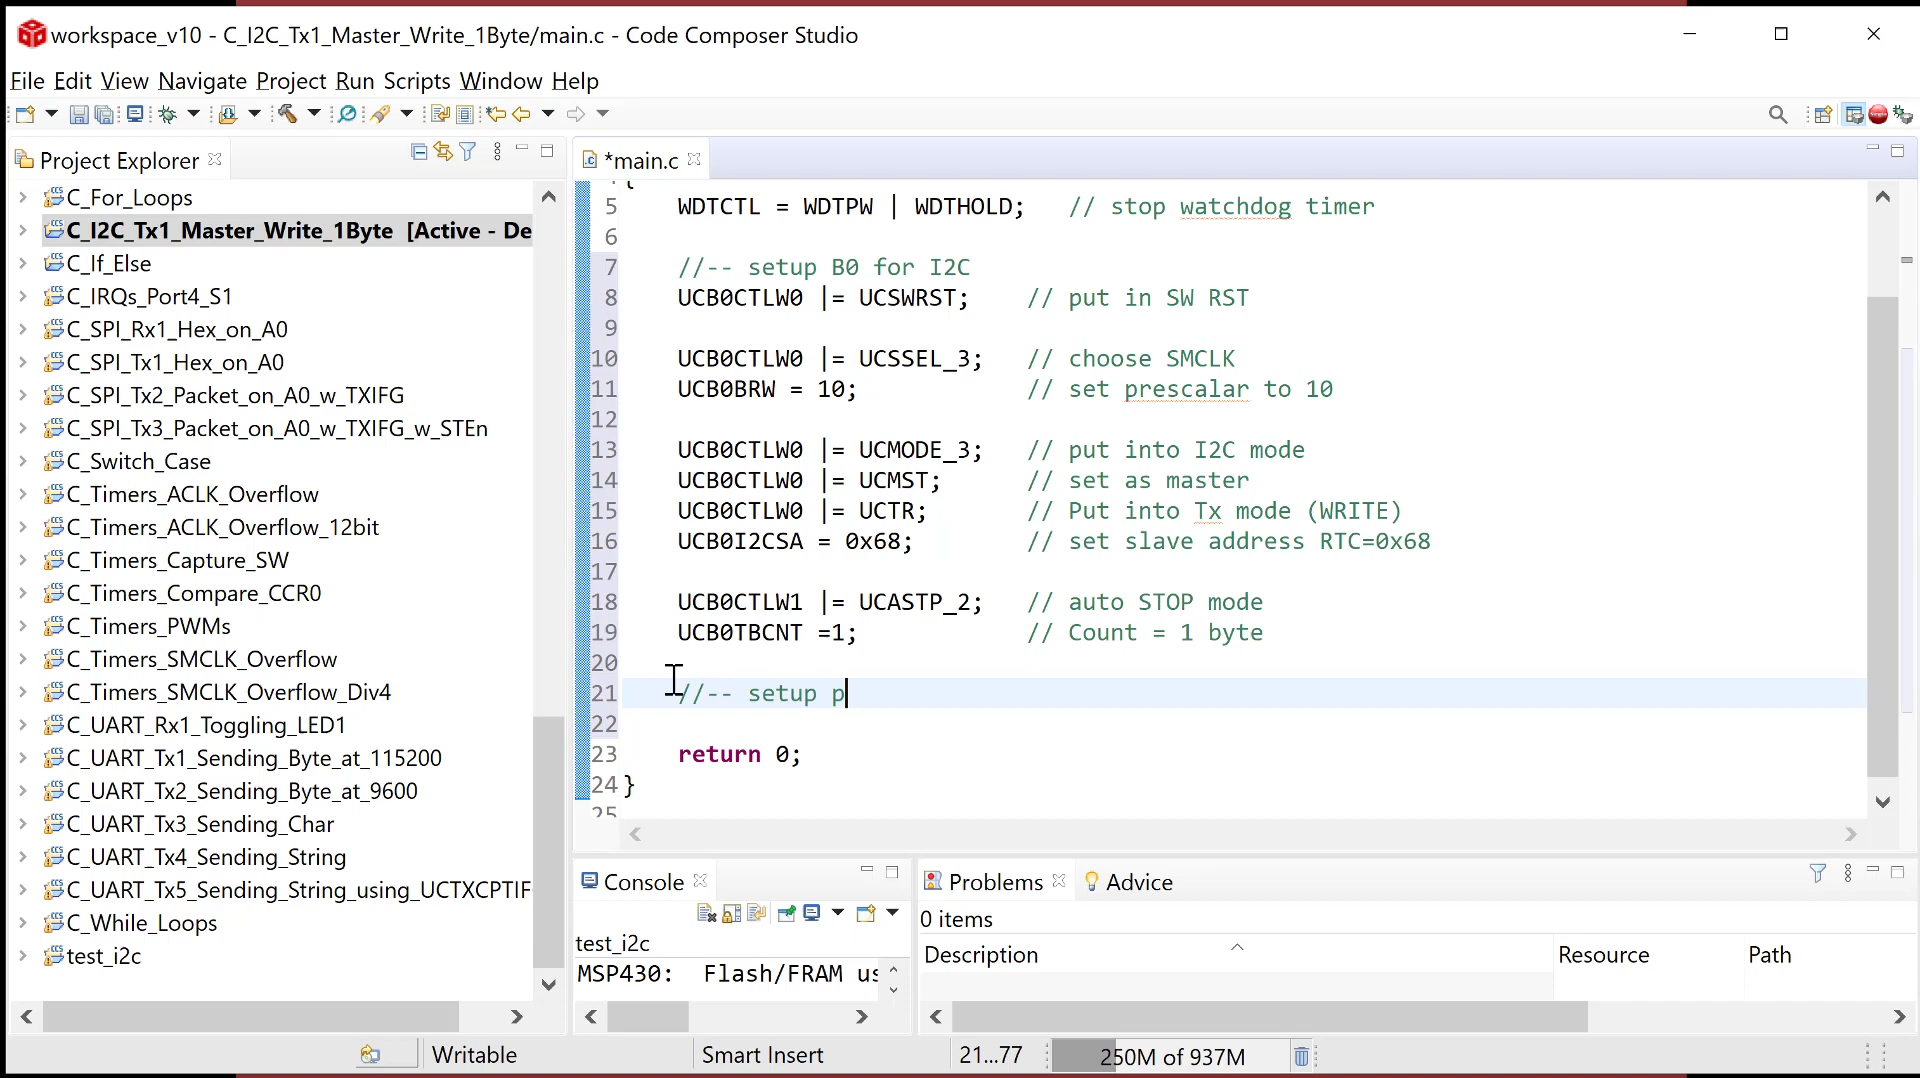 workspace_v10 - C_I2C_Tx1_Master_Write_1Byte/main.c - Code Composer Studio
File Edit View Navigate Project Run Scripts Window Help
Project Explorer
C_For_Loops
C_I2C_Tx1_Master_Write_1Byte [Active - De
C_If_Else
C_IRQs_Port4_S1
C_SPI_Rx1_Hex_on_A0
C_SPI_Tx1_Hex_on_A0
C_SPI_Tx2_Packet_on_A0_w_TXIFG
C_SPI_Tx3_Packet_on_A0_w_TXIFG_w_STEn
C_Switch_Case
C_Timers_ACLK_Overflow
C_Timers_ACLK_Overflow_12bit
C_Timers_Capture_SW
C_Timers_Compare_CCR0
C_Timers_PWMs
C_Timers_SMCLK_Overflow
C_Timers_SMCLK_Overflow_Div4
C_UART_Rx1_Toggling_LED1
C_UART_Tx1_Sending_Byte_at_115200
C_UART_Tx2_Sending_Byte_at_9600
C_UART_Tx3_Sending_Char
C_UART_Tx4_Sending_String
C_UART_Tx5_Sending_String_using_UCTXCPTIF
C_While_Loops
test_i2c
*main.c
4 {
5 WDTCTL = WDTPW | WDTHOLD; // stop watchdog timer
6
7 //-- setup B0 for I2C
8 UCB0CTLW0 |= UCSWRST; // put in SW RST
9
10 UCB0CTLW0 |= UCSSEL_3; // choose SMCLK
11 UCB0BRW = 10; // set prescalar to 10
12
13 UCB0CTLW0 |= UCMODE_3; // put into I2C mode
14 UCB0CTLW0 |= UCMST; // set as master
15 UCB0CTLW0 |= UCTR; // Put into Tx mode (WRITE)
16 UCB0I2CSA = 0x68; // set slave address RTC=0x68
17
18 UCB0CTLW1 |= UCASTP_2; // auto STOP mode
19 UCB0TBCNT =1; // Count = 1 byte
20
21 //-- setup p
22
23 return 0;
24 }
25
Console
test_i2c
MSP430: Flash/FRAM us
Problems Advice
0 items
Description Resource Path
Writable Smart Insert 21...77 250M of 937M